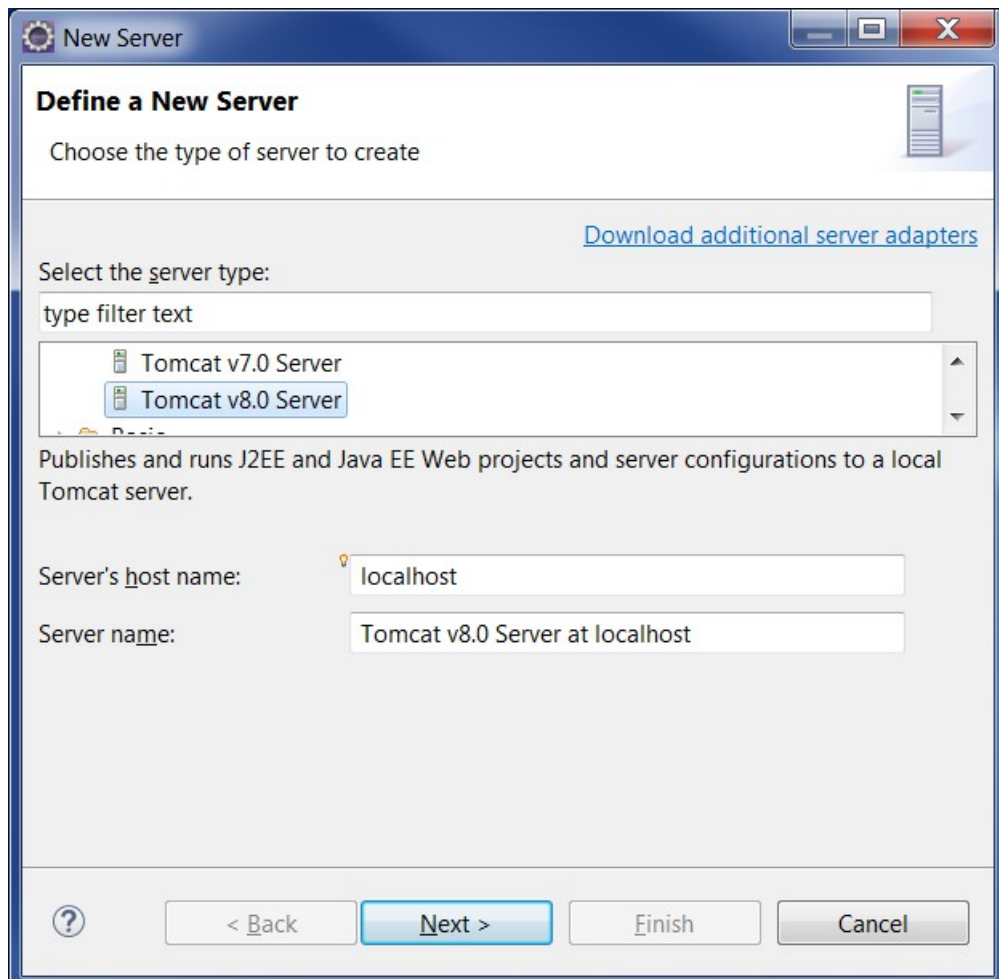 New Server
Define a New Server
Choose the type of server to create
Download additional server adapters
Select the server type:
type filter text
Tomcat v7.0 Server
Tomcat v8.0 Server
Publishes and runs J2EE and Java EE Web projects and server configurations to a local
Tomcat server.
Server's host name: localhost
Server name: Tomcat v8.0 Server at localhost
? < Back Next > Finish Cancel